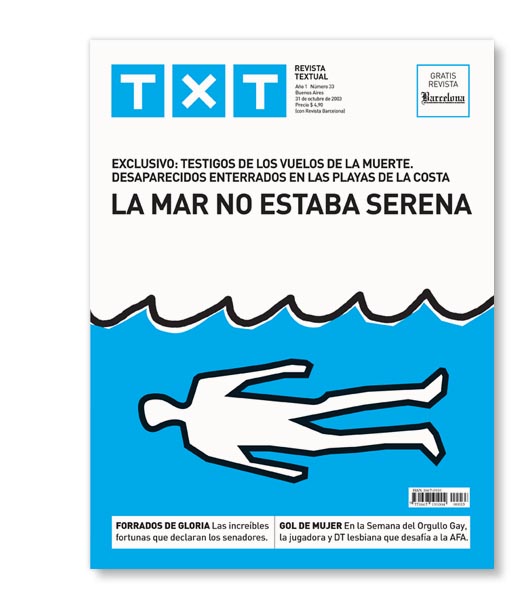 TXT
REVISTA
TEXTUAL
Año 1 Número 33
Buenos Aires
31 de octubre de 2003
Precio $ 4,90
(con Revista Barcelona)
GRATIS
REVISTA
Barcelona
EXCLUSIVO: TESTIGOS DE LOS VUELOS DE LA MUERTE.
DESAPARECIDOS ENTERRADOS EN LAS PLAYAS DE LA COSTA
LA MAR NO ESTABA SERENA
FORRADOS DE GLORIA Las increíbles
fortunas que declaran los senadores.
GOL DE MUJER En la Semana del Orgullo Gay,
la jugadora y DT lesbiana que desafía a la AFA.